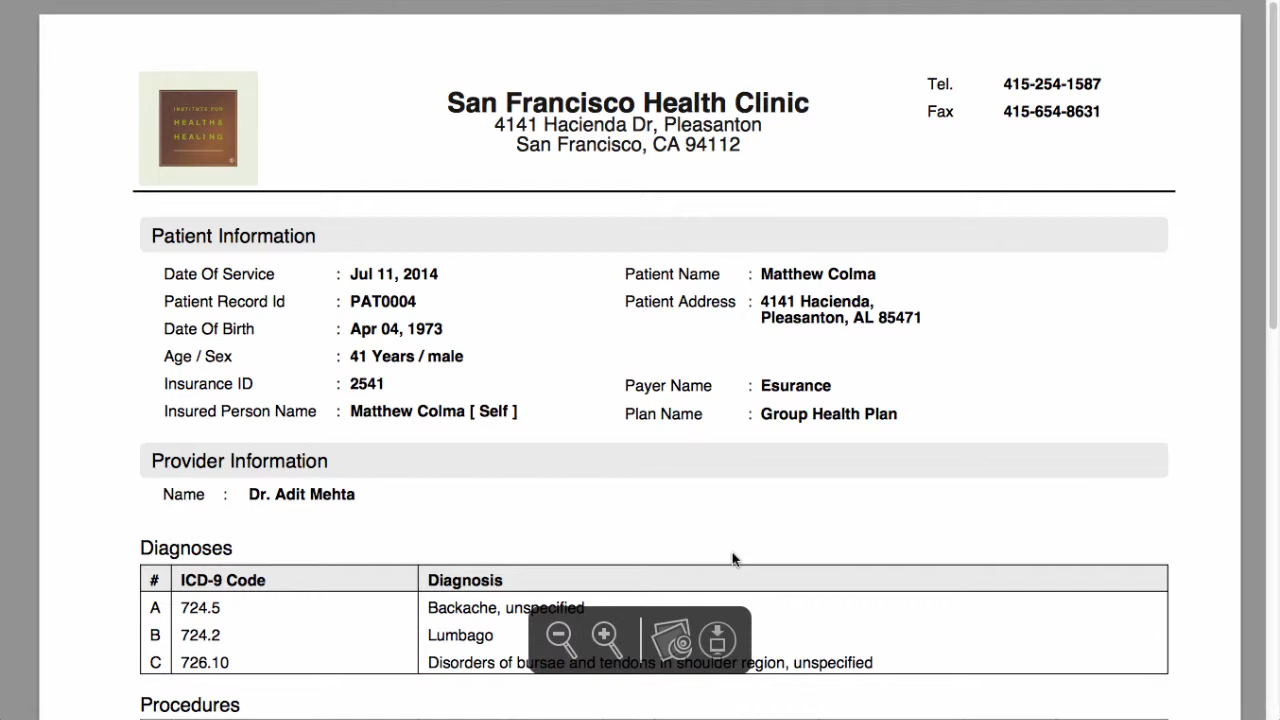 INSTITUTE FOR
HEALTH &
HEALING
San Francisco Health Clinic
4141 Hacienda Dr, Pleasanton
San Francisco, CA 94112
Tel. 415-254-1587
Fax 415-654-8631
Patient Information
Date Of Service : Jul 11, 2014
Patient Name : Matthew Colma
Patient Record Id : PAT0004
Patient Address : 4141 Hacienda,
Pleasanton, AL 85471
Date Of Birth : Apr 04, 1973
Age / Sex : 41 Years / male
Insurance ID : 2541
Payer Name : Esurance
Insured Person Name : Matthew Colma [ Self ]
Plan Name : Group Health Plan
Provider Information
Name : Dr. Adit Mehta
Diagnoses
# ICD-9 Code Diagnosis
A 724.5 Backache, unspecified
B 724.2 Lumbago
C 726.10 Disorders of bursae and tendons in shoulder region, unspecified
Procedures